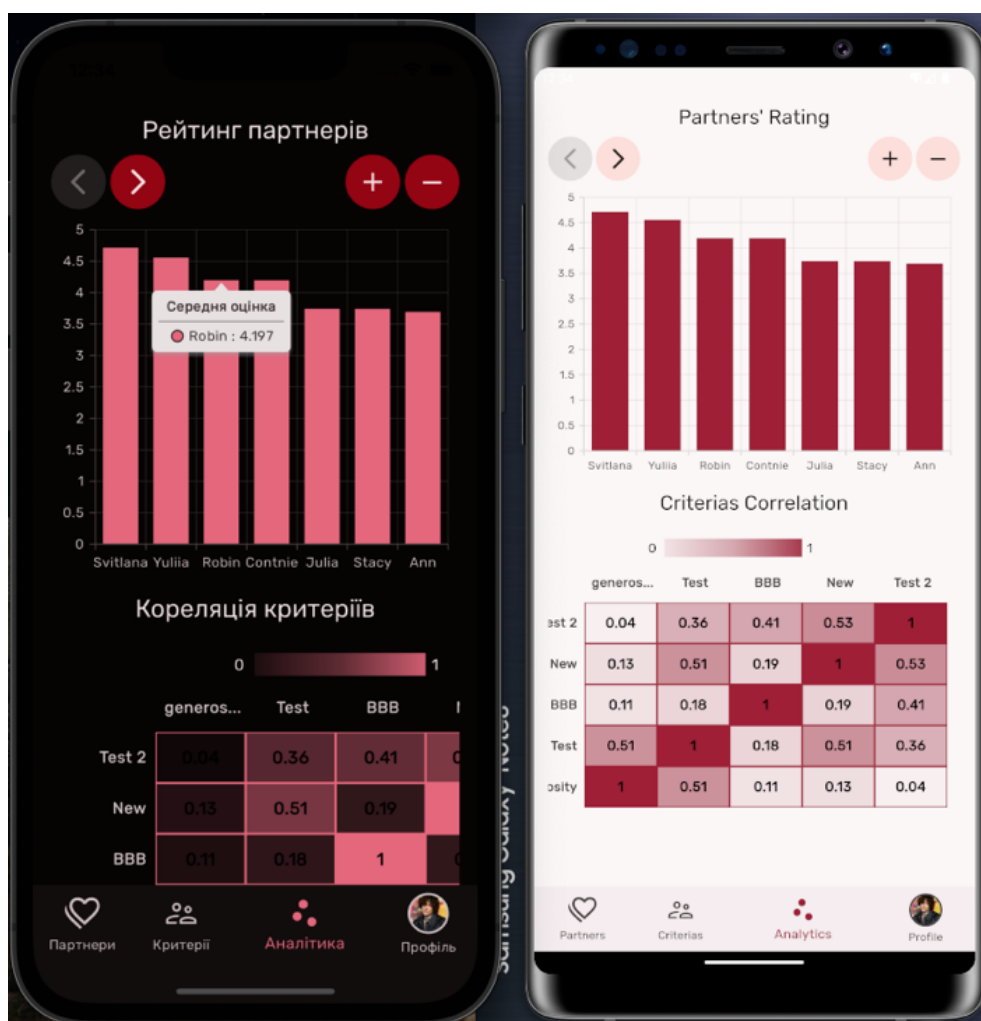 12:34
Рейтинг партнерів
5
4.5
4
3.5
3
2.5
2
1.5
1
0.5
0
Середня оцінка
Robin : 4.197
Svitlana Yuliia Robin Contnie Julia Stacy Ann
Кореляція критеріїв
0 1
generos... Test BBB
Test 2 0.04 0.36 0.41
New 0.13 0.51 0.19
BBB 0.11 0.18 1
Партнери Критерії Аналітика Профіль
samsung Galaxy Note8
Partners' Rating
5
4.5
4
3.5
3
2.5
2
1.5
1
0.5
0
Svitlana Yuliia Robin Contnie Julia Stacy Ann
Criterias Correlation
0 1
generos... Test BBB New Test 2
est 2 0.04 0.36 0.41 0.53 1
New 0.13 0.51 0.19 1 0.53
BBB 0.11 0.18 1 0.19 0.41
Test 0.51 1 0.18 0.51 0.36
osity 1 0.51 0.11 0.13 0.04
Partners Criterias Analytics Profile